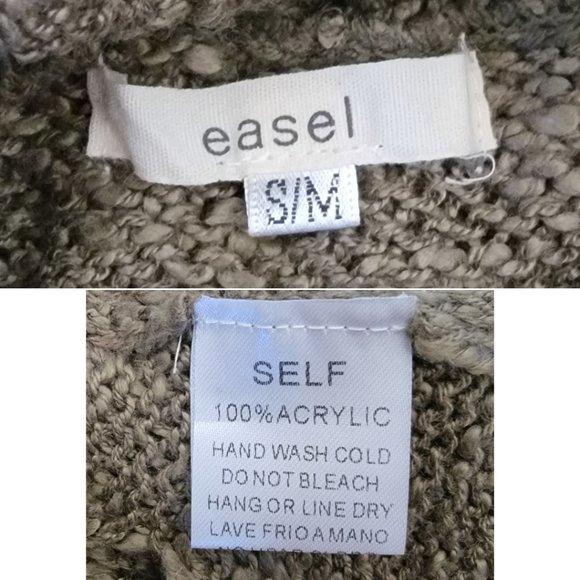 easel
S/M
SELF
100% ACRYLIC
HAND WASH COLD
DO NOT BLEACH
HANG OR LINE DRY
LAVE FRIO A MANO